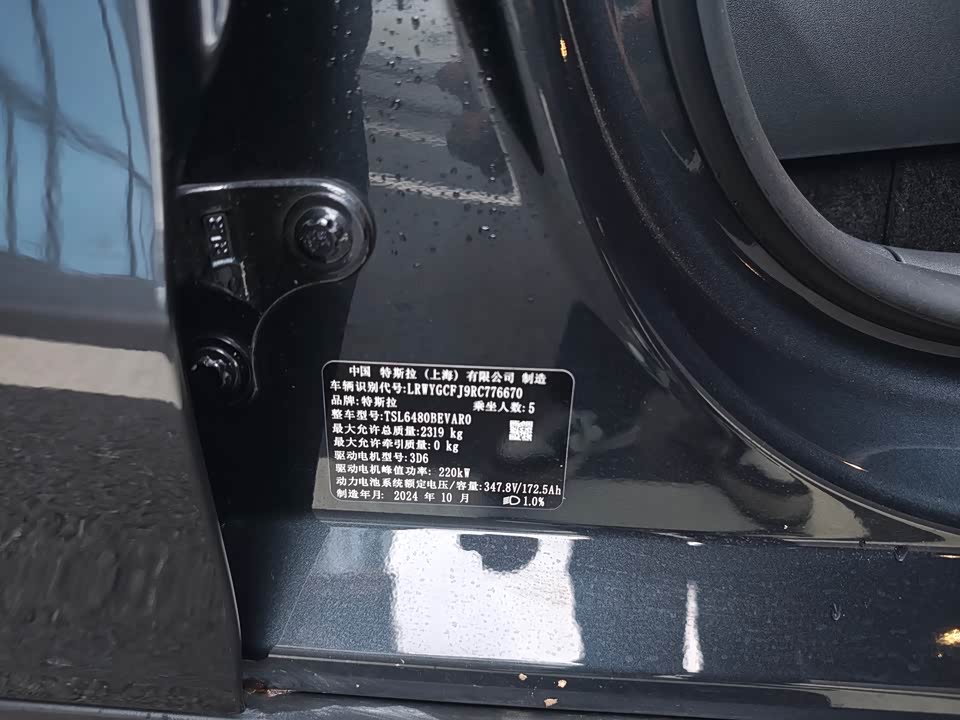 中国 特斯拉（上海）有限公司 制造
车辆识别代号:LRWYGCFJ9RC776670
品牌:特斯拉 乘坐人数:5
整车型号:TSL6480BEVAR0
最大允许总质量:2319 kg
最大允许牵引质量:0 kg
驱动电机型号:3D6
驱动电机峰值功率: 220kW
动力电池系统额定电压/容量:347.8V/172.5Ah
制造年月: 2024 年 10 月 1.0%